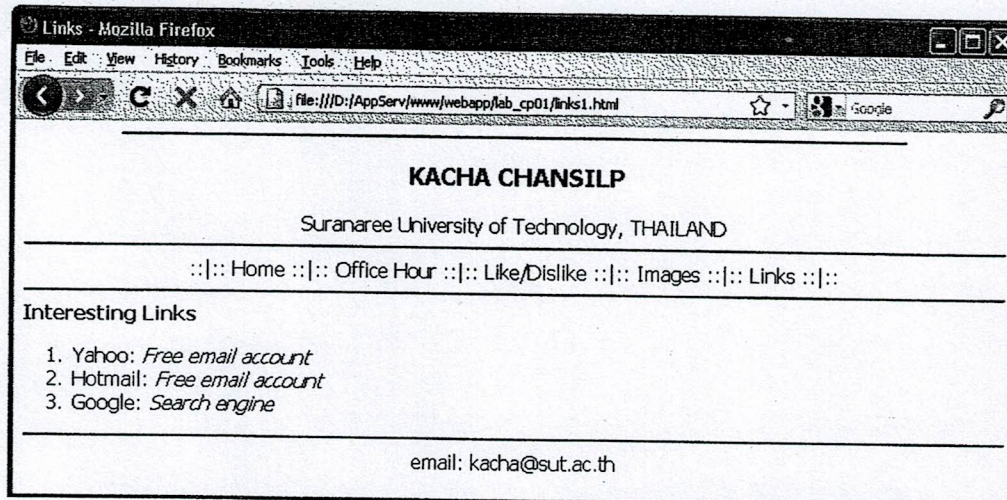 Links - Mozilla Firefox
File Edit View History Bookmarks Tools Help
file:///D:/AppServ/www/webapp/lab_cp01/links1.html Google
KACHA CHANSILP
Suranaree University of Technology, THAILAND
::|:: Home ::|:: Office Hour ::|:: Like/Dislike ::|:: Images ::|:: Links ::|::
Interesting Links
1. Yahoo: Free email account
2. Hotmail: Free email account
3. Google: Search engine
email: kacha@sut.ac.th